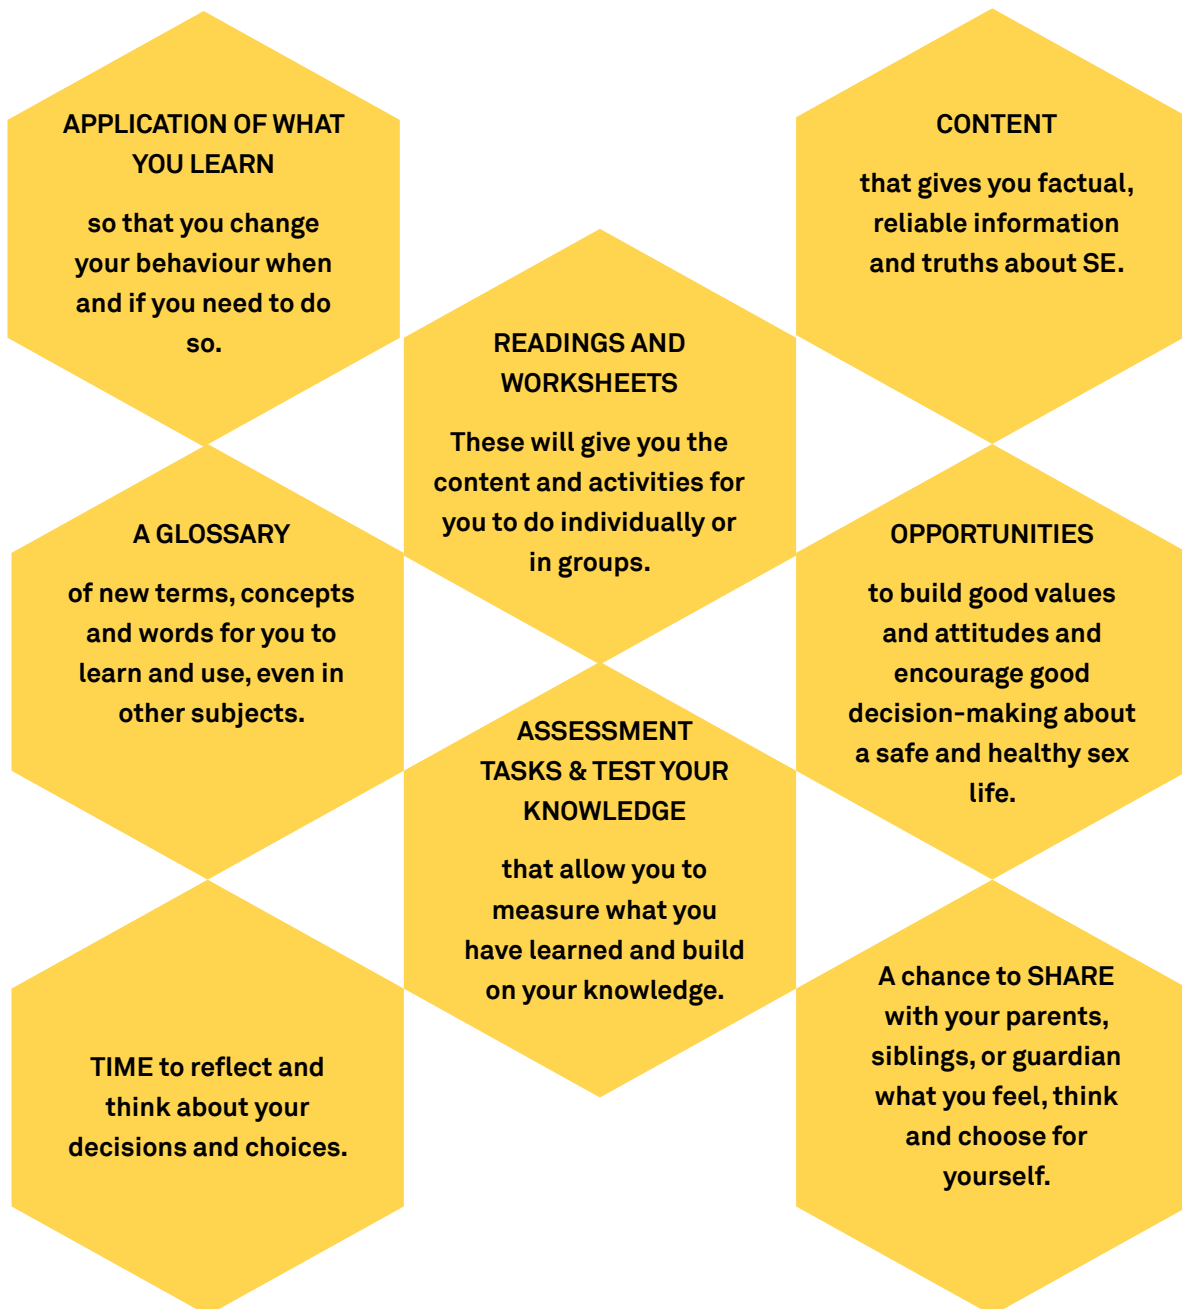 APPLICATION OF WHAT
YOU LEARN
so that you change
your behaviour when
and if you need to do
so.
CONTENT
that gives you factual,
reliable information
and truths about SE.
READINGS AND
WORKSHEETS
These will give you the
content and activities for
you to do individually or
in groups.
A GLOSSARY
of new terms, concepts
and words for you to
learn and use, even in
other subjects.
OPPORTUNITIES
to build good values
and attitudes and
encourage good
decision-making about
a safe and healthy sex
life.
ASSESSMENT
TASKS & TEST YOUR
KNOWLEDGE
that allow you to
measure what you
have learned and build
on your knowledge.
TIME to reflect and
think about your
decisions and choices.
A chance to SHARE
with your parents,
siblings, or guardian
what you feel, think
and choose for
yourself.